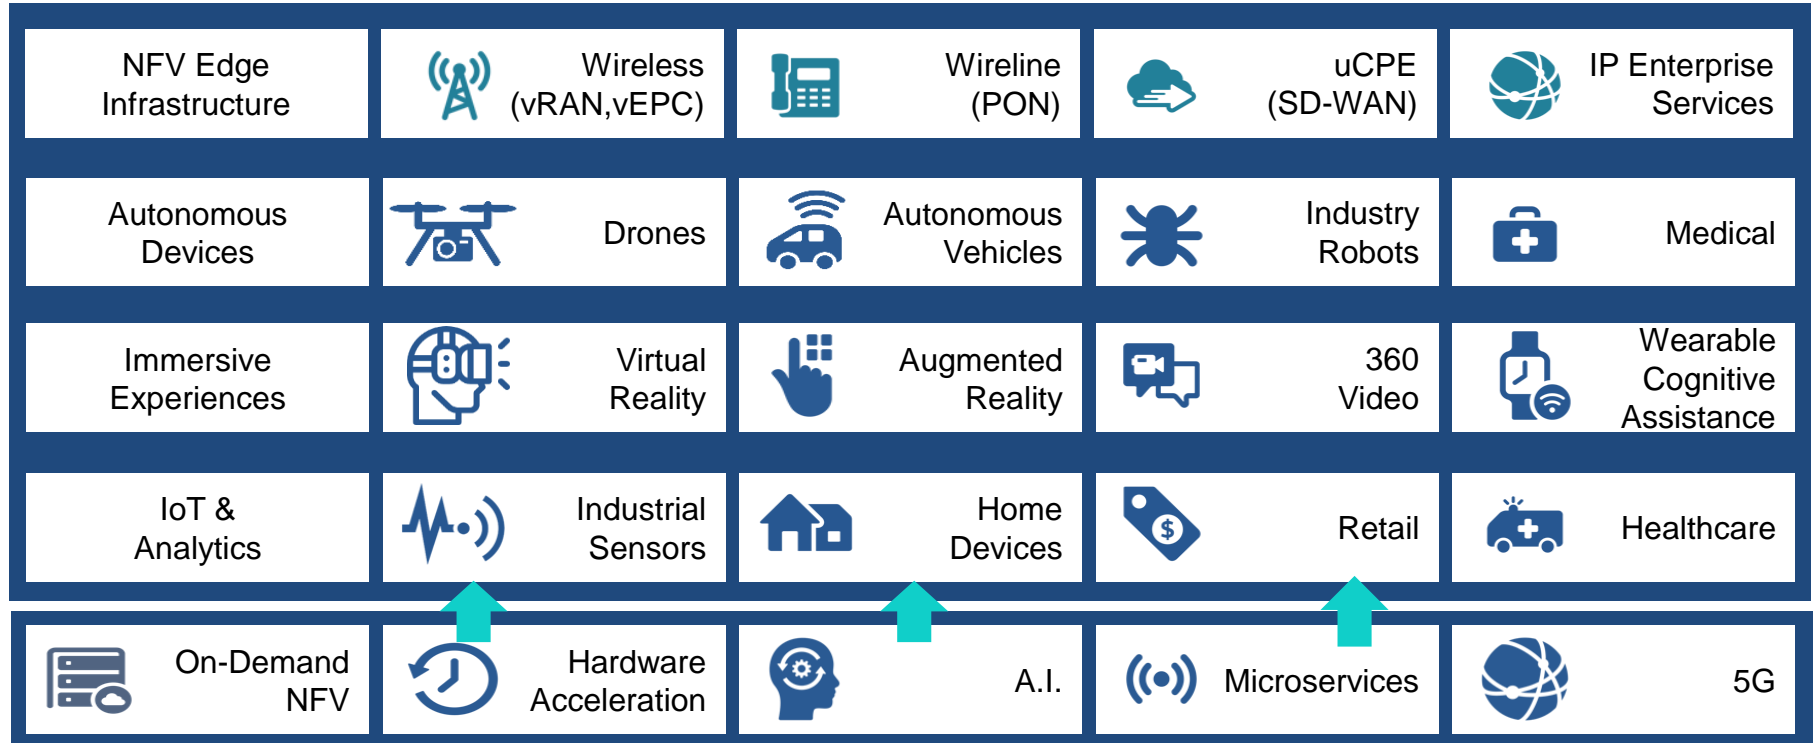 NFV Edge
Infrastructure
Wireless
(vRAN,vEPC)
Wireline
(PON)
uCPE
(SD-WAN)
IP Enterprise
Services
Autonomous
Devices
Drones
Autonomous
Vehicles
Industry
Robots
Medical
Immersive
Experiences
Virtual
Reality
Augmented
Reality
360
Video
Wearable
Cognitive
Assistance
IoT &
Analytics
Industrial
Sensors
Home
Devices
$
Retail
Healthcare
On-Demand
NFV
Hardware
Acceleration
A.I.
Microservices
5G